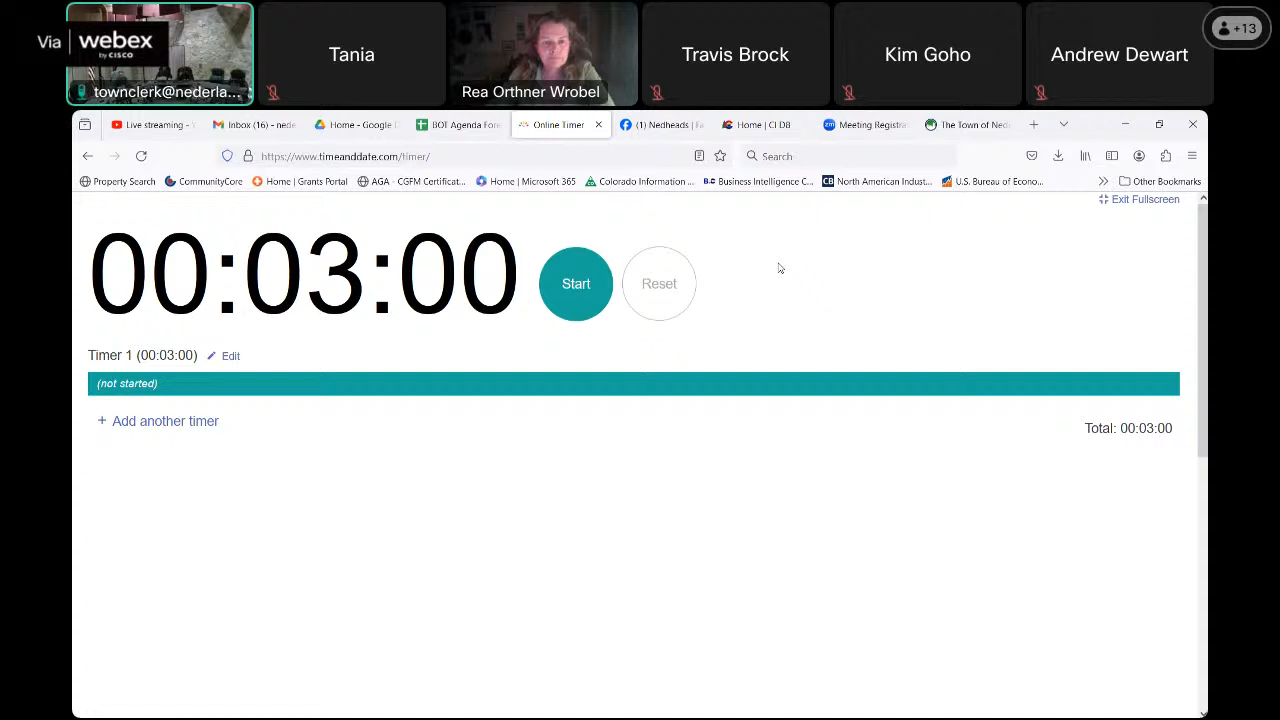 Via webex
by CISCO
townclerk@nederla...
Tania
Rea Orthner Wrobel
Travis Brock
Kim Goho
Andrew Dewart
+13
Live streaming - Y
Inbox (16) - nede
Home - Google D
BOT Agenda Fore
Online Timer
Nedheads | Fa
Home | CI DB
zm
Meeting Registra
The Town of Ned
https://www.timeanddate.com/timer/
Search
Property Search
CommunityCore
Home | Grants Portal
AGA - CGFM Certificat...
Home | Microsoft 365
Colorado Information ...
Business Intelligence C...
CB
North American Indust...
U.S. Bureau of Econo...
Other Bookmarks
Exit Fullscreen
00:03:00
Start
Reset
Timer 1 (00:03:00)
Edit
(not started)
+ Add another timer
Total: 00:03:00